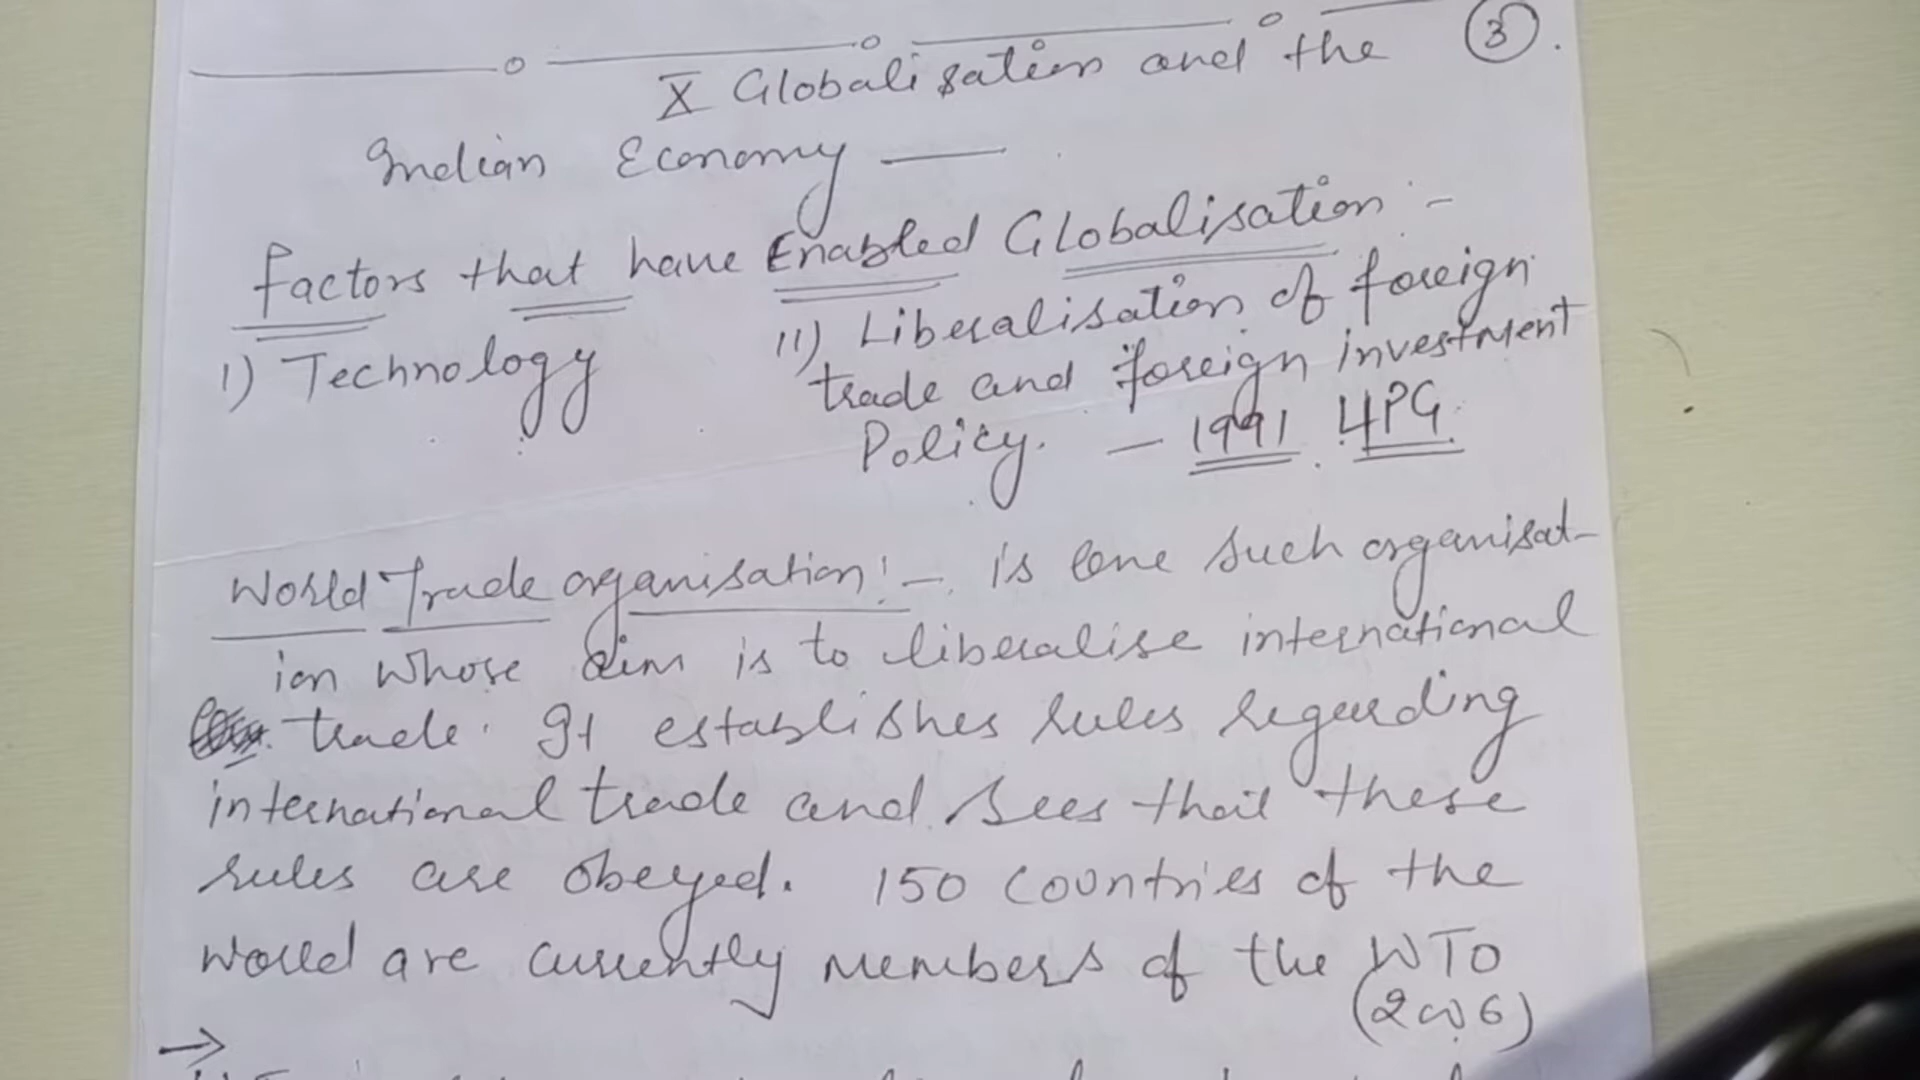 3
X Globalisation and the
Indian Economy —
factors that have Enabled Globalisation :-
1) Technology
11) Liberalisation of foreign
trade and foreign investment
Policy. - 1991 LPG
World Trade organisation :- is one such organisat-
ion whose aim is to liberalise international
trade. It establishes rules regarding
international trade and sees that these
rules are obeyed. 150 countries of the
world are currently members of the WTO
(2006)
→